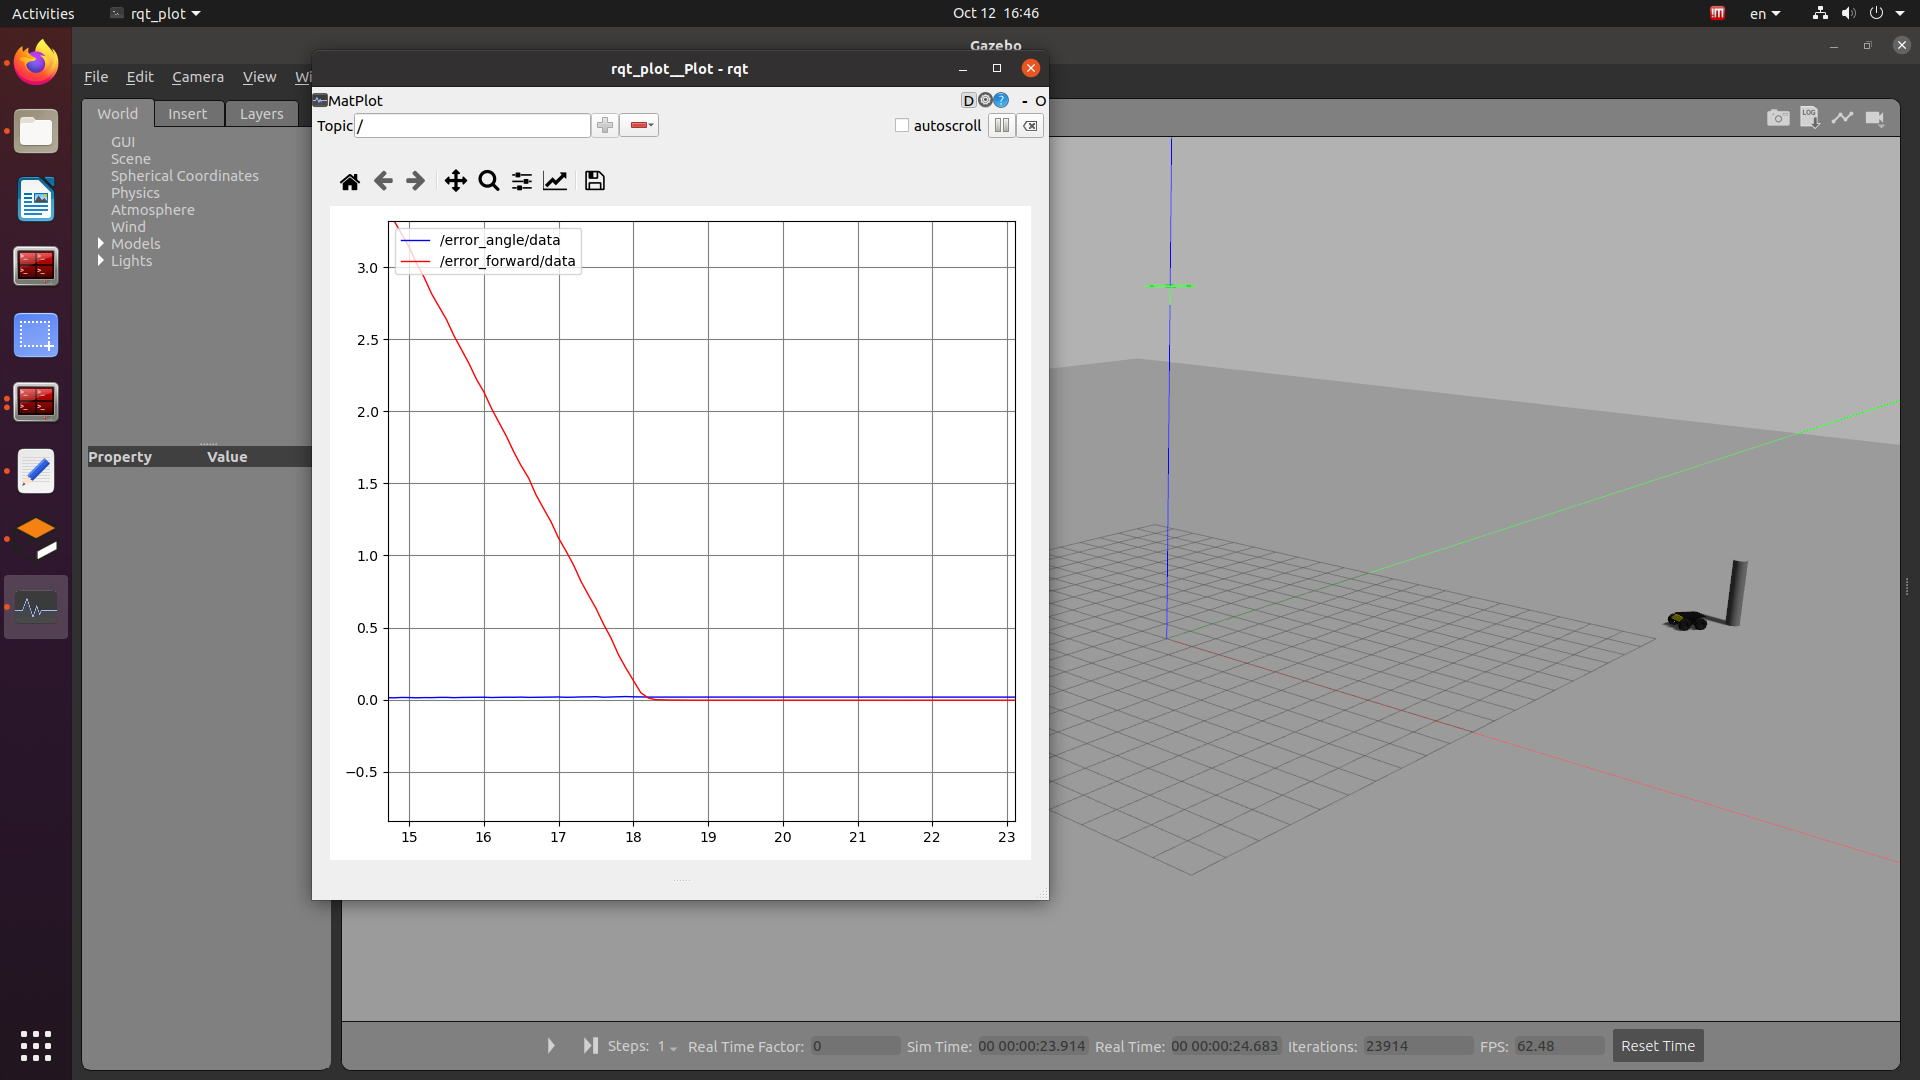 Activities rqt_plot Oct 12 16:46 en
Gazebo
File Edit Camera View Wi
rqt_plot__Plot - rqt
World Insert Layers
MatPlot D ? - O
Topic / autoscroll
LOG
GUI
Scene
Spherical Coordinates
Physics
Atmosphere
Wind
Models
Lights
Property Value
/error_angle/data
/error_forward/data
3.0
2.5
2.0
1.5
1.0
0.5
0.0
−0.5
15 16 17 18 19 20 21 22 23
Steps: 1 Real Time Factor: 0 Sim Time: 00 00:00:23.914 Real Time: 00 00:00:24.683 Iterations: 23914 FPS: 62.48 Reset Time